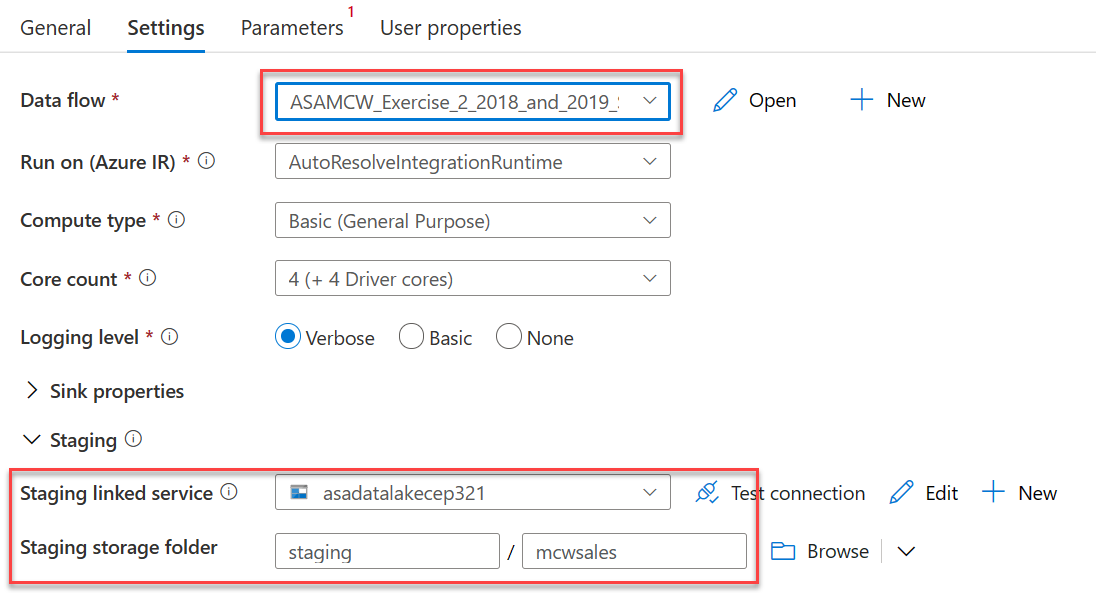 General Settings Parameters 1 User properties
Data flow * ASAMCW_Exercise_2_2018_and_2019_ Open New
Run on (Azure IR) * AutoResolveIntegrationRuntime
Compute type * Basic (General Purpose)
Core count * 4 (+ 4 Driver cores)
Logging level * Verbose Basic None
Sink properties
Staging
Staging linked service asadatalakecep321 Test connection Edit New
Staging storage folder staging / mcwsales Browse